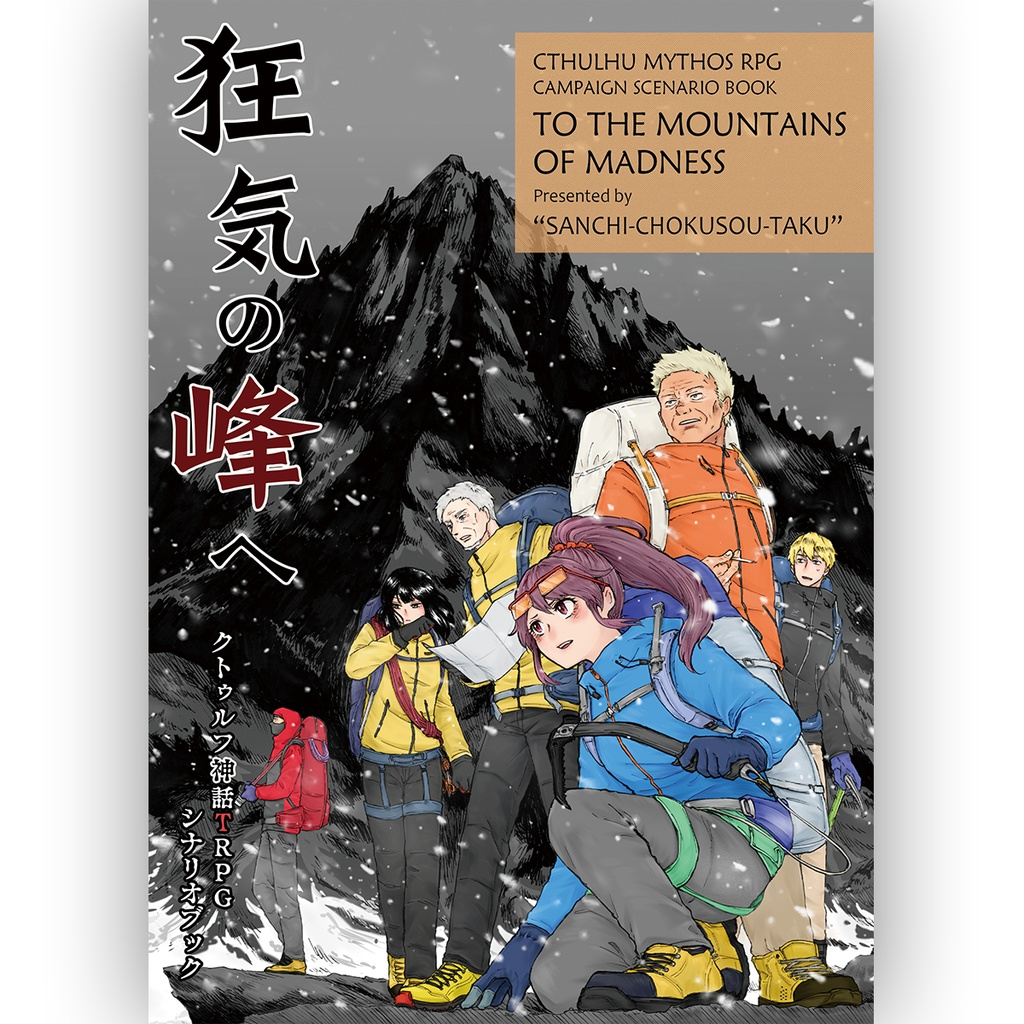 狂気の峰へ
クトゥルフ神話TRPG
シナリオブック
CTHULHU MYTHOS RPG
CAMPAIGN SCENARIO BOOK
TO THE MOUNTAINS
OF MADNESS
Presented by
“SANCHI-CHOKUSOU-TAKU”